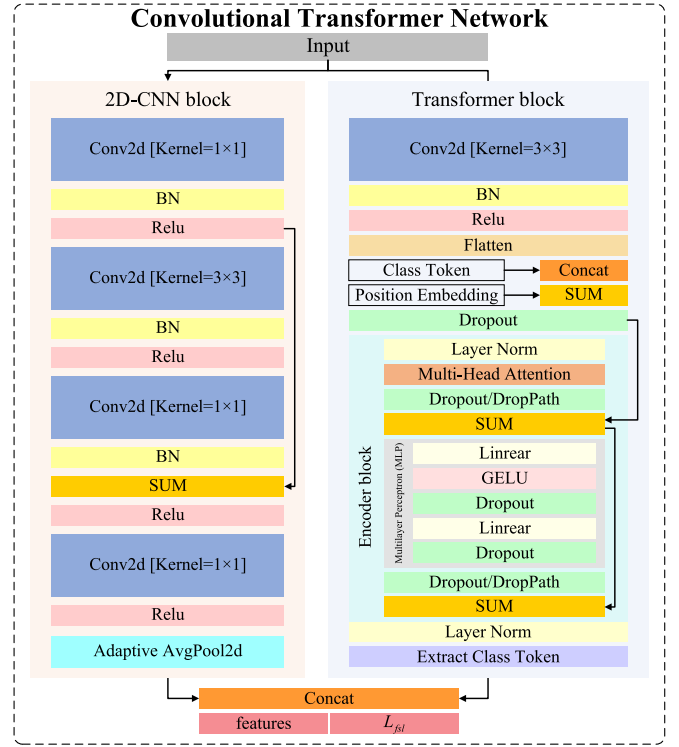 Convolutional Transformer Network
Input
2D-CNN block
Conv2d [Kernel=1×1]
BN
Relu
Conv2d [Kernel=3×3]
BN
Relu
Conv2d [Kernel=1×1]
BN
SUM
Relu
Conv2d [Kernel=1×1]
Relu
Adaptive AvgPool2d
Transformer block
Conv2d [Kernel=3×3]
BN
Relu
Flatten
Class Token
Concat
Position Embedding
SUM
Dropout
Encoder block
Layer Norm
Multi-Head Attention
Dropout/DropPath
SUM
Multilayer Perceptron (MLP)
Linrear
GELU
Dropout
Linrear
Dropout
Dropout/DropPath
SUM
Layer Norm
Extract Class Token
Concat
features
L_fsl